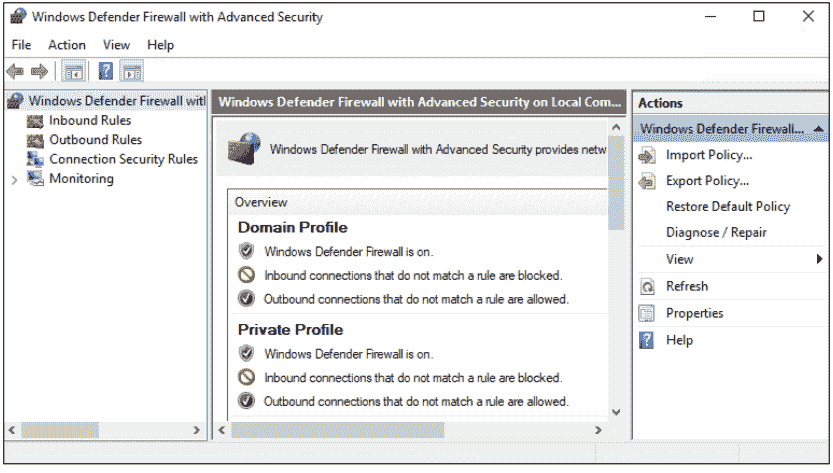 Windows Defender Firewall with Advanced Security
File Action View Help
Windows Defender Firewall witl
Inbound Rules
Outbound Rules
Connection Security Rules
Monitoring
Windows Defender Firewall with Advanced Security on Local Com...
Windows Defender Firewall with Advanced Security provides netw
Overview
Domain Profile
Windows Defender Firewall is on.
Inbound connections that do not match a rule are blocked.
Outbound connections that do not match a rule are allowed.
Private Profile
Windows Defender Firewall is on.
Inbound connections that do not match a rule are blocked.
Outbound connections that do not match a rule are allowed.
Actions
Windows Defender Firewall...
Import Policy...
Export Policy...
Restore Default Policy
Diagnose / Repair
View
Refresh
Properties
Help